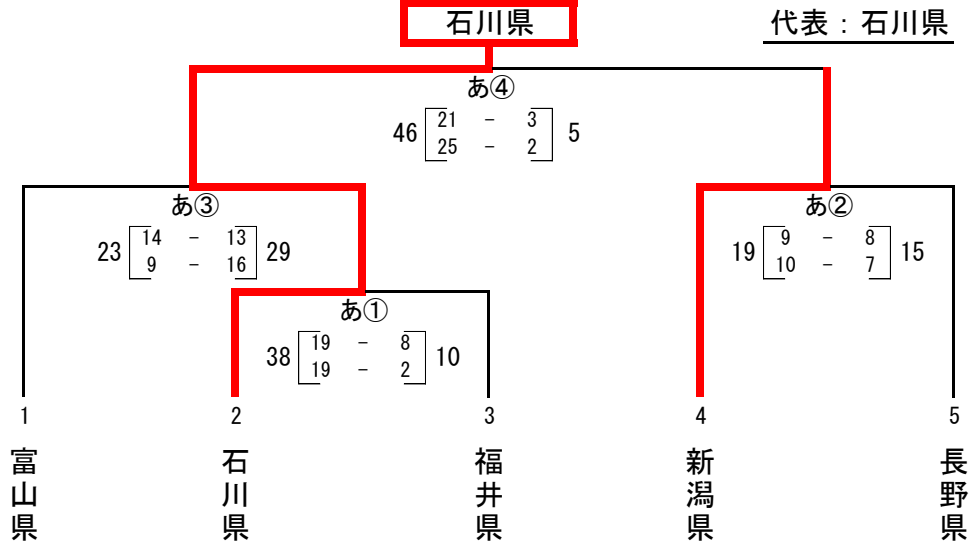 石川県
代表：石川県
あ④
46 21 - 3 5
25 - 2
あ③
23 14 - 13 29
9 - 16
あ②
19 9 - 8 15
10 - 7
あ①
38 19 - 8 10
19 - 2
1 2 3 4 5
富山県
石川県
福井県
新潟県
長野県